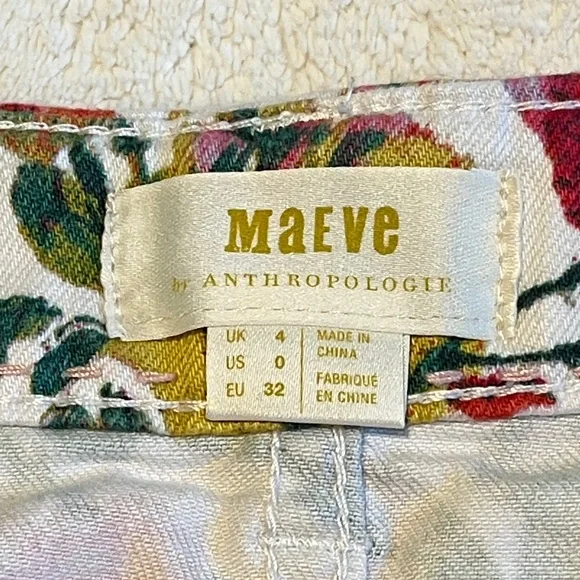 MaEVe
by ANTHROPOLOGIE
UK 4
US 0
EU 32
MADE IN
CHINA
FABRIQUÉ
EN CHINE